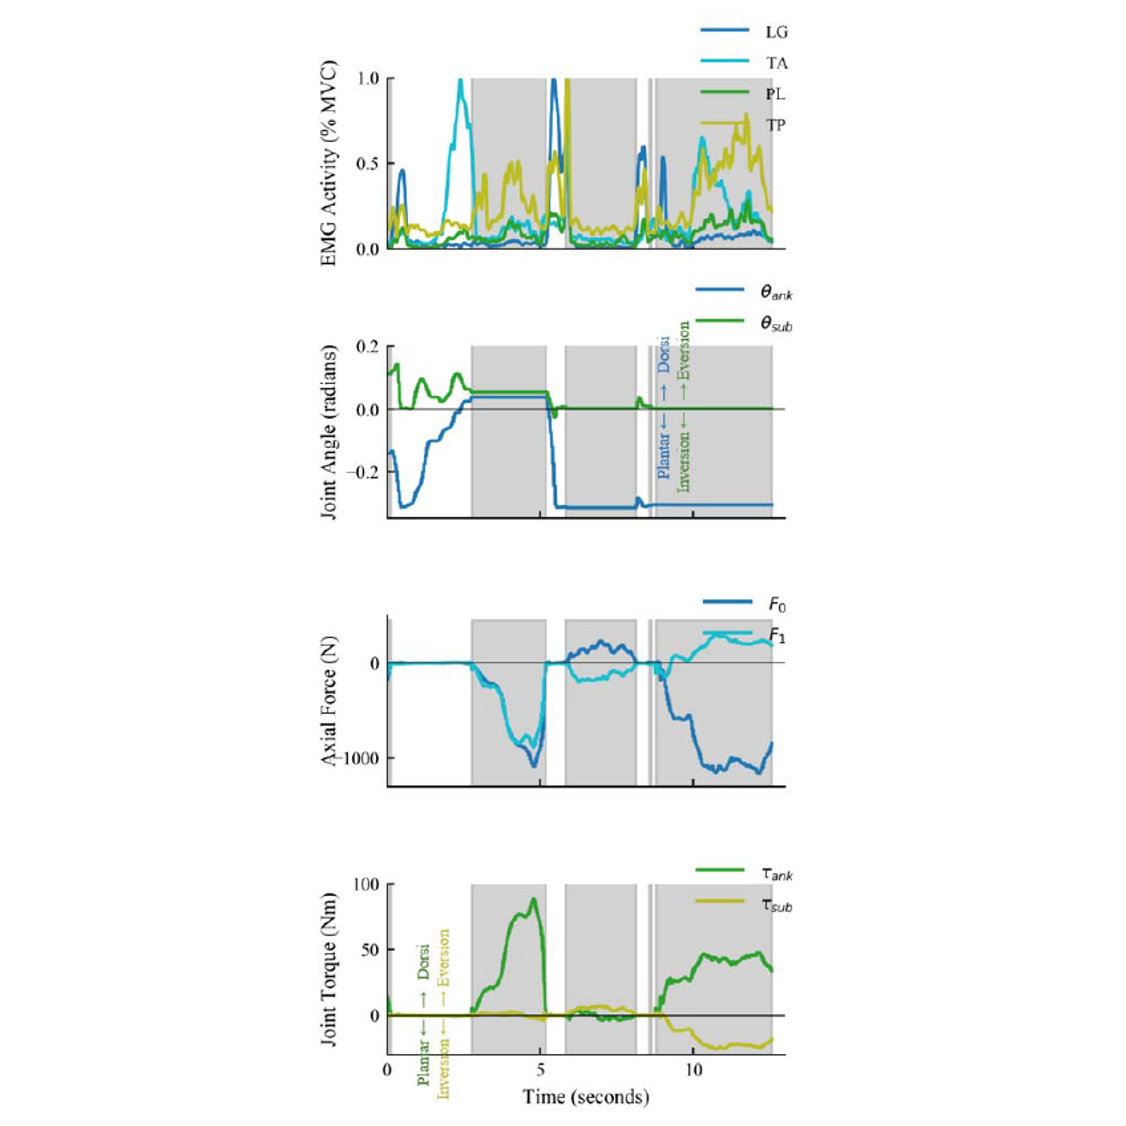 LG
TA
PL
TP
EMG Activity (% MVC)
1.0
0.5
0.0
θank
θsub
Joint Angle (radians)
0.2
0.0
−0.2
Plantar ← → Dorsi
Inversion ← → Eversion
F0
F1
Axial Force (N)
0
−1000
τank
τsub
Joint Torque (Nm)
100
50
0
Plantar ← → Dorsi
Inversion ← → Eversion
0 5 10
Time (seconds)